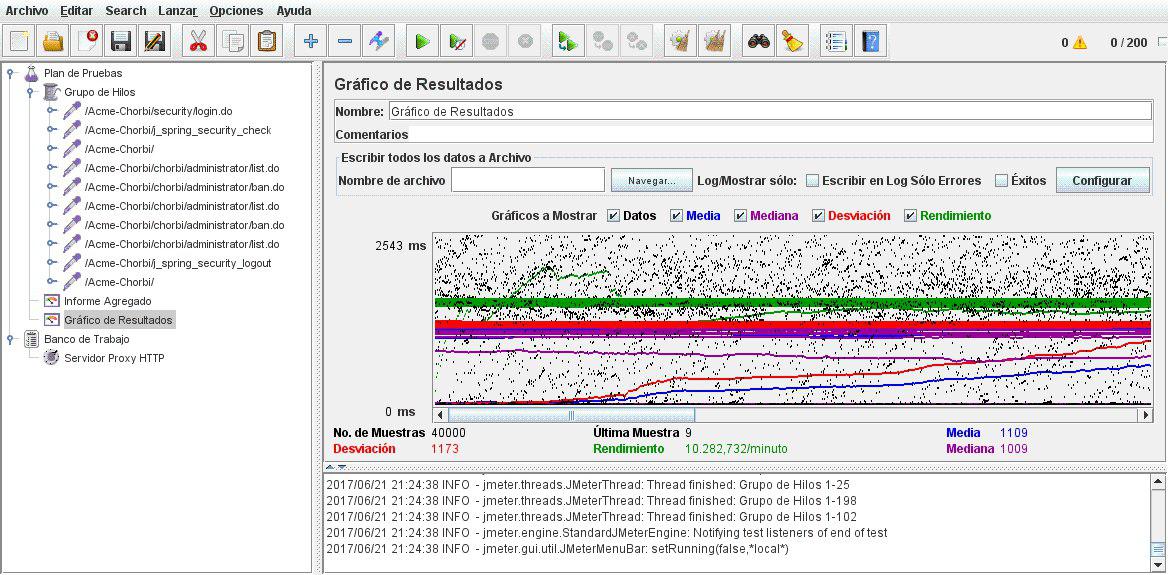 Archivo Editar Search Lanzar Opciones Ayuda
0 0 / 200
Plan de Pruebas
Grupo de Hilos
/Acme-Chorbi/security/login.do
/Acme-Chorbi/j_spring_security_check
/Acme-Chorbi/
/Acme-Chorbi/chorbi/administrator/list.do
/Acme-Chorbi/chorbi/administrator/ban.do
/Acme-Chorbi/chorbi/administrator/list.do
/Acme-Chorbi/chorbi/administrator/ban.do
/Acme-Chorbi/chorbi/administrator/list.do
/Acme-Chorbi/j_spring_security_logout
/Acme-Chorbi/
Informe Agregado
Gráfico de Resultados
Banco de Trabajo
Servidor Proxy HTTP
Gráfico de Resultados
Nombre: Gráfico de Resultados
Comentarios
Escribir todos los datos a Archivo
Nombre de archivo Navegar... Log/Mostrar sólo: Escribir en Log Sólo Errores Éxitos Configurar
Gráficos a Mostrar Datos Media Mediana Desviación Rendimiento
2543 ms
0 ms
No. de Muestras 40000 Última Muestra 9 Media 1109
Desviación 1173 Rendimiento 10.282,732/minuto Mediana 1009
2017/06/21 21:24:38 INFO - jmeter.threads.JMeterThread: Thread finished: Grupo de Hilos 1-25
2017/06/21 21:24:38 INFO - jmeter.threads.JMeterThread: Thread finished: Grupo de Hilos 1-198
2017/06/21 21:24:38 INFO - jmeter.threads.JMeterThread: Thread finished: Grupo de Hilos 1-102
2017/06/21 21:24:38 INFO - jmeter.engine.StandardJMeterEngine: Notifying test listeners of end of test
2017/06/21 21:24:38 INFO - jmeter.gui.util.JMeterMenuBar: setRunning(false,*local*)